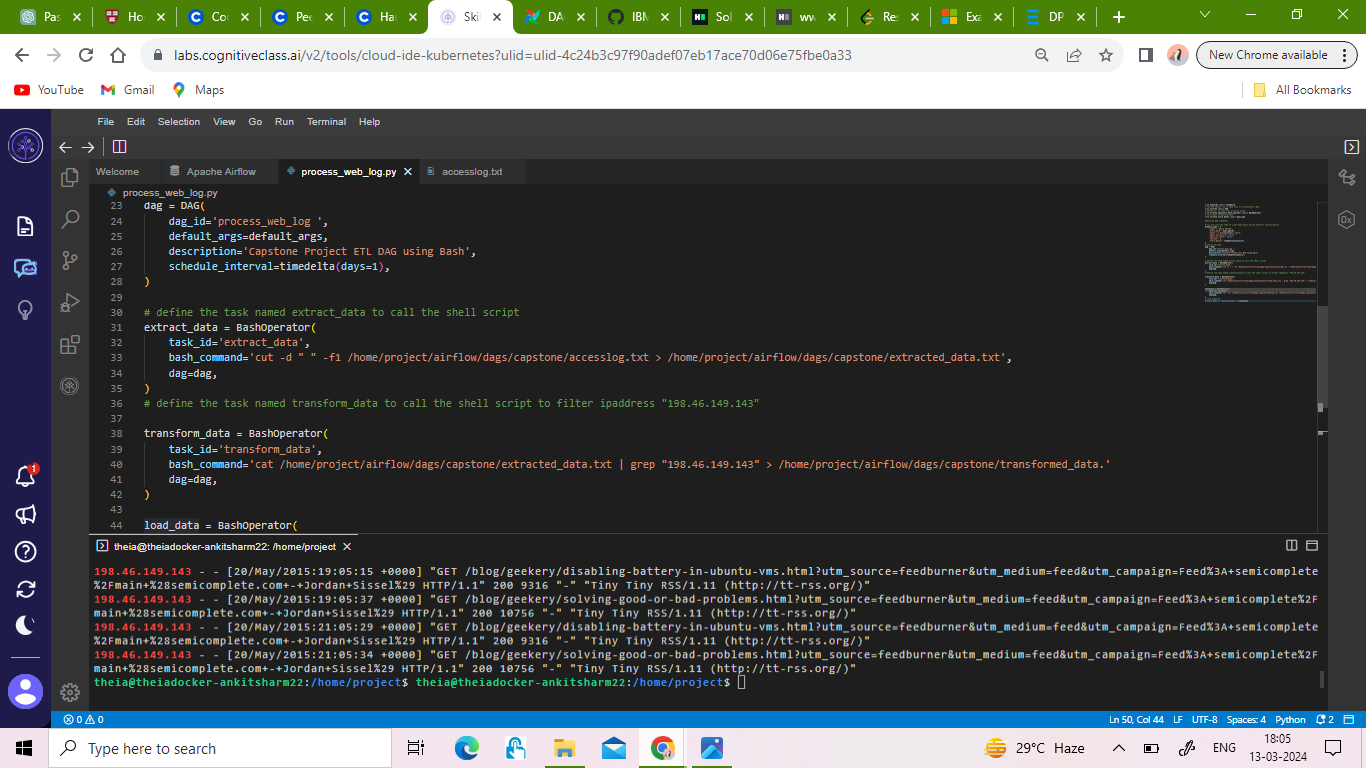 Pas
Ho
Cou
Pee
Har
Ski
DA
IBM
Sol
ww
Res
Exa
DP
labs.cognitiveclass.ai/v2/tools/cloud-ide-kubernetes?ulid=ulid-4c24b3c97f90adef07eb17ace70d06e75fbe0a33
New Chrome available
YouTube
Gmail
Maps
All Bookmarks
File Edit Selection View Go Run Terminal Help
Welcome
Apache Airflow
process_web_log.py
accesslog.txt
process_web_log.py
23 dag = DAG(
24 dag_id='process_web_log ',
25 default_args=default_args,
26 description='Capstone Project ETL DAG using Bash',
27 schedule_interval=timedelta(days=1),
28 )
29
30 # define the task named extract_data to call the shell script
31 extract_data = BashOperator(
32 task_id='extract_data',
33 bash_command='cut -d " " -f1 /home/project/airflow/dags/capstone/accesslog.txt > /home/project/airflow/dags/capstone/extracted_data.txt',
34 dag=dag,
35 )
36 # define the task named transform_data to call the shell script to filter ipaddress "198.46.149.143"
37
38 transform_data = BashOperator(
39 task_id='transform_data',
40 bash_command='cat /home/project/airflow/dags/capstone/extracted_data.txt | grep "198.46.149.143" > /home/project/airflow/dags/capstone/transformed_data.'
41 dag=dag,
42 )
43
44 load_data = BashOperator(
theia@theiadocker-ankitsharm22: /home/project
198.46.149.143 - - [20/May/2015:19:05:15 +0000] "GET /blog/geekery/disabling-battery-in-ubuntu-vms.html?utm_source=feedburner&utm_medium=feed&utm_campaign=Feed%3A+semicomplete
%2Fmain+%28semicomplete.com+-+Jordan+Sissel%29 HTTP/1.1" 200 9316 "-" "Tiny Tiny RSS/1.11 (http://tt-rss.org/)"
198.46.149.143 - - [20/May/2015:19:05:37 +0000] "GET /blog/geekery/solving-good-or-bad-problems.html?utm_source=feedburner&utm_medium=feed&utm_campaign=Feed%3A+semicomplete%2F
main+%28semicomplete.com+-+Jordan+Sissel%29 HTTP/1.1" 200 10756 "-" "Tiny Tiny RSS/1.11 (http://tt-rss.org/)"
198.46.149.143 - - [20/May/2015:21:05:29 +0000] "GET /blog/geekery/disabling-battery-in-ubuntu-vms.html?utm_source=feedburner&utm_medium=feed&utm_campaign=Feed%3A+semicomplete
%2Fmain+%28semicomplete.com+-+Jordan+Sissel%29 HTTP/1.1" 200 9316 "-" "Tiny Tiny RSS/1.11 (http://tt-rss.org/)"
198.46.149.143 - - [20/May/2015:21:05:34 +0000] "GET /blog/geekery/solving-good-or-bad-problems.html?utm_source=feedburner&utm_medium=feed&utm_campaign=Feed%3A+semicomplete%2F
main+%28semicomplete.com+-+Jordan+Sissel%29 HTTP/1.1" 200 10756 "-" "Tiny Tiny RSS/1.11 (http://tt-rss.org/)"
theia@theiadocker-ankitsharm22:/home/project$ theia@theiadocker-ankitsharm22:/home/project$
1
0 0
Ln 50, Col 44 LF UTF-8 Spaces: 4 Python 2
Type here to search
29°C Haze
ENG
18:05
13-03-2024